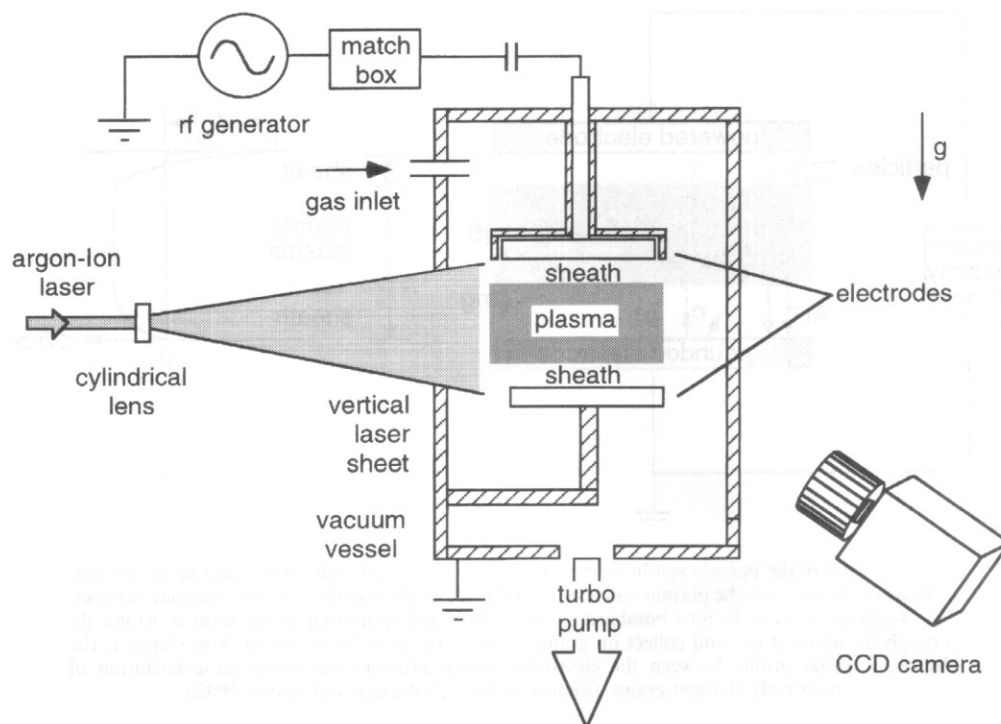 match
box
rf generator
g
gas inlet
argon-Ion
laser
sheath
electrodes
plasma
sheath
cylindrical
lens
vertical
laser
sheet
vacuum
vessel
turbo
pump
CCD camera